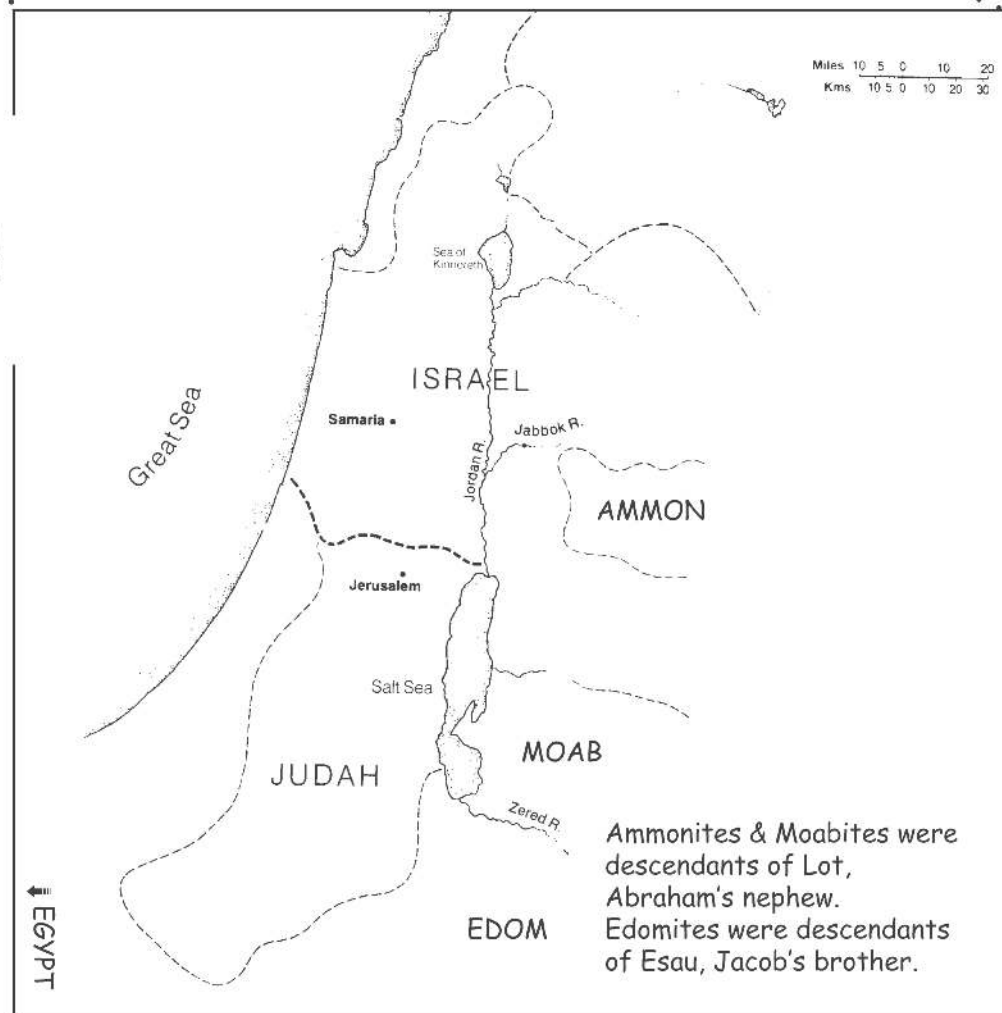 Miles 10 5 0 10 20
Kms 10 5 0 10 20 30
Sea of
Kinnereth
ISRAEL
Great Sea
Samaria
Jordan R.
Jabbok R.
AMMON
Jerusalem
Salt Sea
MOAB
JUDAH
Zered R.
EDOM
EGYPT
Ammonites & Moabites were
descendants of Lot,
Abraham's nephew.
Edomites were descendants
of Esau, Jacob's brother.